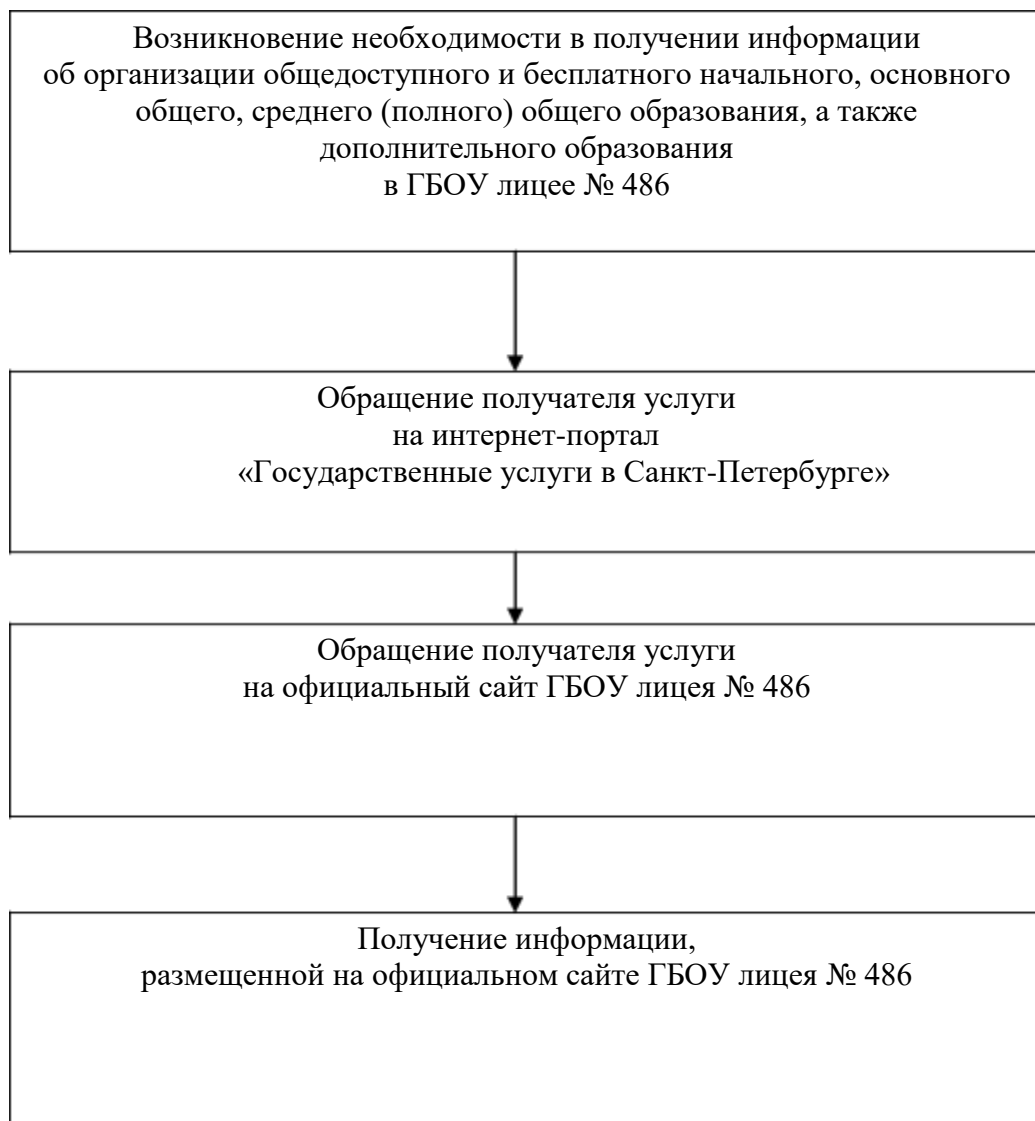 Возникновение необходимости в получении информации
об организации общедоступного и бесплатного начального, основного
общего, среднего (полного) общего образования, а также
дополнительного образования
в ГБОУ лицее № 486
Обращение получателя услуги
на интернет-портал
«Государственные услуги в Санкт-Петербурге»
Обращение получателя услуги
на официальный сайт ГБОУ лицея № 486
Получение информации,
размещенной на официальном сайте ГБОУ лицея № 486